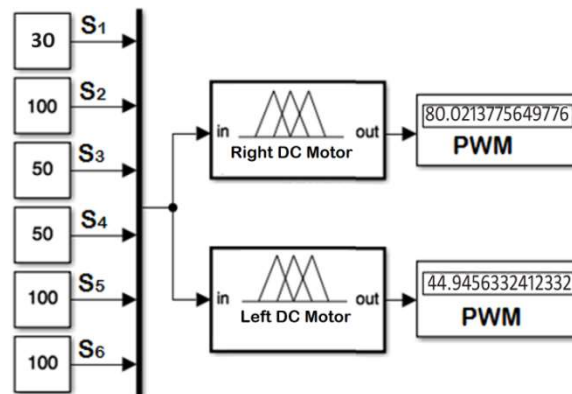 30 S1
100 S2
50 S3
50 S4
100 S5
100 S6
in out
Right DC Motor
80.0213775649776
PWM
in out
Left DC Motor
44.9456332412332
PWM